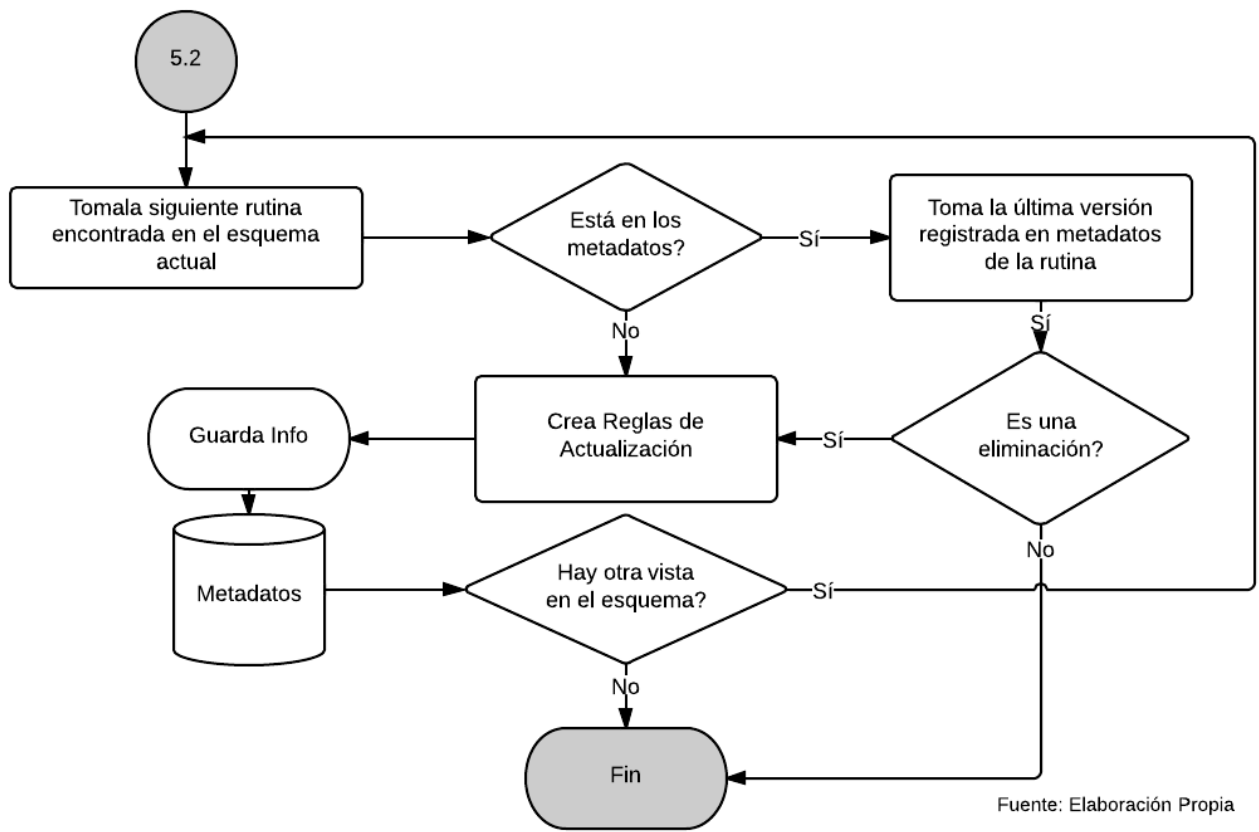 5.2
Tomala siguiente rutina
encontrada en el esquema
actual
Está en los
metadatos?
Sí
Toma la última versión
registrada en metadatos
de la rutina
No
Sí
Crea Reglas de
Actualización
Guarda Info
Sí
Es una
eliminación?
No
Metadatos
Hay otra vista
en el esquema?
Sí
No
Fin
Fuente: Elaboración Propia